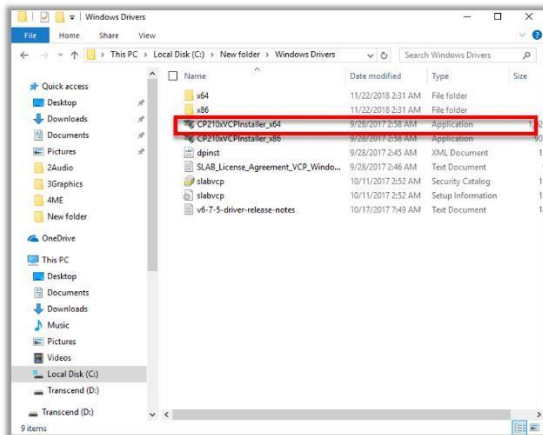 Windows Drivers
File Home Share View
This PC > Local Disk (C:) > New folder > Windows Drivers
Search Windows Drivers
Name Date modified Type Size
x64 11/22/2018 2:31 AM File folder
x86 11/22/2018 2:31 AM File folder
CP210xVCPInstaller_x64 9/28/2017 2:58 AM Application
CP210xVCPInstaller_x86 9/28/2017 2:58 AM Application
dpinst 9/28/2017 2:45 AM XML Document
SLAB_License_Agreement_VCP_Windo... 9/28/2017 2:46 AM Text Document
slabvcp 10/11/2017 2:52 AM Security Catalog
slabvcp 10/11/2017 2:52 AM Setup Information
v6-7-5-driver-release-notes 10/17/2017 7:49 AM Text Document
Quick access
Desktop
Downloads
Documents
Pictures
2Audio
3Graphics
4ME
New folder
OneDrive
This PC
Desktop
Documents
Downloads
Music
Pictures
Videos
Local Disk (C:)
Transcend (D:)
Transcend (D:)
9 items